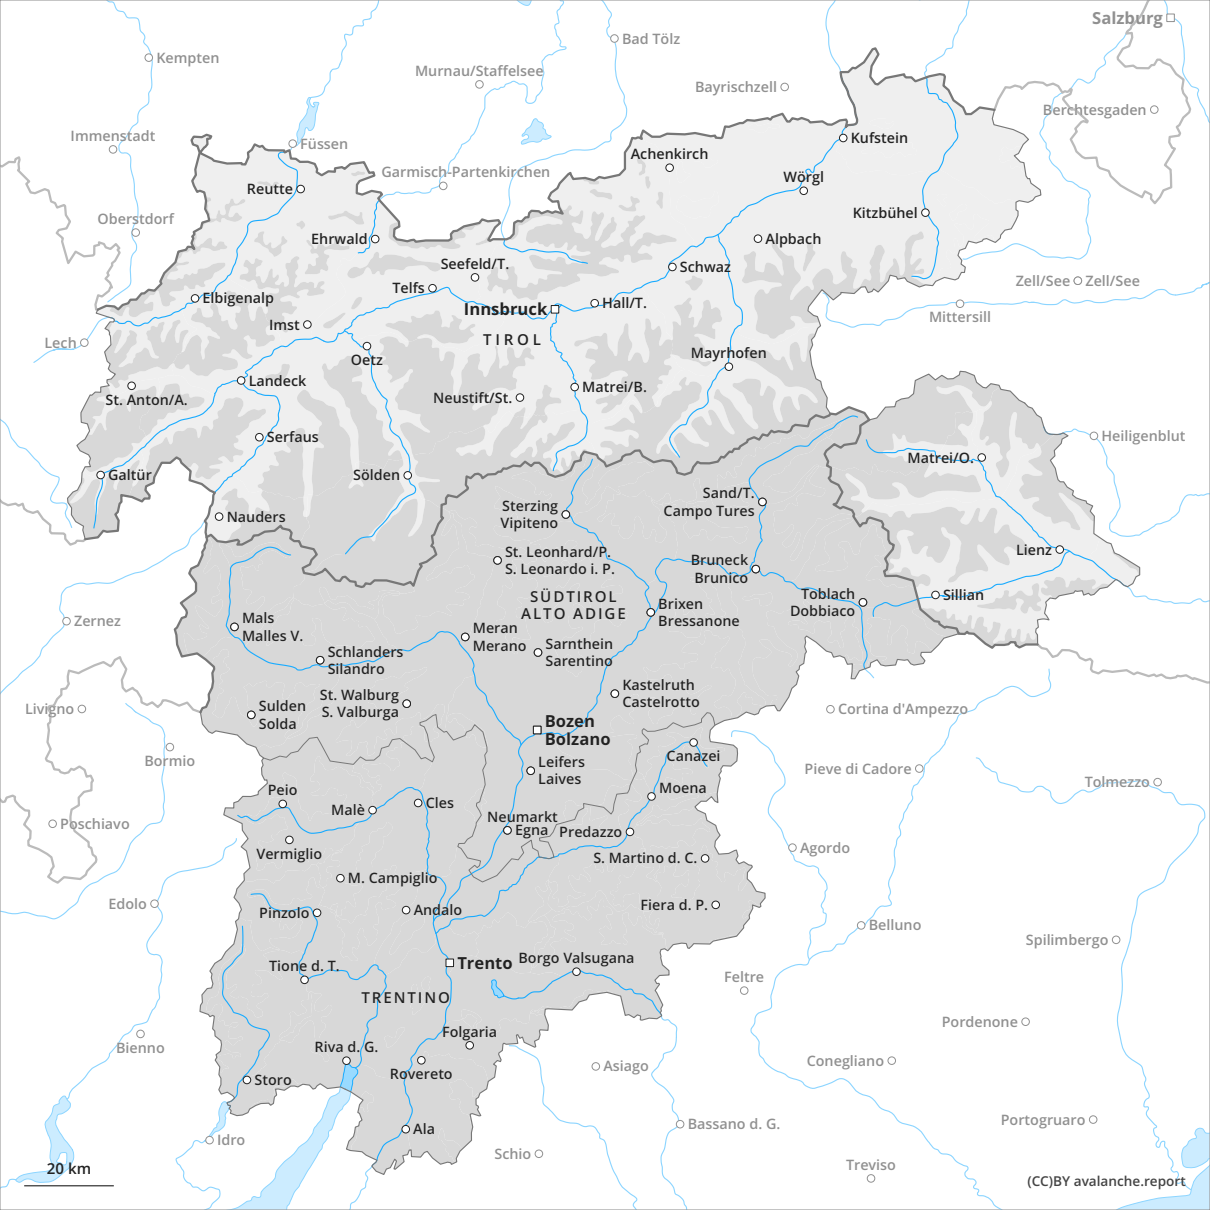 Salzburg
Bad Tölz
Kempten
Murnau/Staffelsee
Bayrischzell
Berchtesgaden
Immenstadt
Füssen
Kufstein
Achenkirch
Garmisch-Partenkirchen
Wörgl
Reutte
Oberstdorf
Kitzbühel
Ehrwald
Alpbach
Seefeld/T.
Schwaz
Zell/See
Zell/See
Telfs
Elbigenalp
Innsbruck
Hall/T.
Mittersill
Imst
TIROL
Lech
Oetz
Mayrhofen
Landeck
Matrei/B.
St. Anton/A.
Neustift/St.
Serfaus
Heiligenblut
Matrei/O.
Galtür
Sölden
Sand/T.
Campo Tures
Sterzing
Vipiteno
Nauders
St. Leonhard/P.
S. Leonardo i. P.
Lienz
Bruneck
Brunico
SÜDTIROL
ALTO ADIGE
Toblach
Dobbiaco
Sillian
Brixen
Bressanone
Zernez
Mals
Malles V.
Meran
Merano
Sarnthein
Sarentino
Schlanders
Silandro
Kastelruth
Castelrotto
St. Walburg
S. Valburga
Livigno
Sulden
Solda
Cortina d'Ampezzo
Bozen
Bolzano
Bormio
Canazei
Leifers
Laives
Pieve di Cadore
Tolmezzo
Peio
Moena
Malè
Cles
Neumarkt
Egna
Predazzo
Poschiavo
Vermiglio
S. Martino d. C.
Agordo
M. Campiglio
Edolo
Pinzolo
Andalo
Fiera d. P.
Belluno
Spilimbergo
Trento
Borgo Valsugana
Tione d. T.
Feltre
TRENTINO
Pordenone
Folgaria
Bienno
Riva d. G.
Conegliano
Asiago
Rovereto
Storo
Portogruaro
Bassano d. G.
Ala
Idro
Schio
Treviso
20 km
(CC)BY avalanche.report